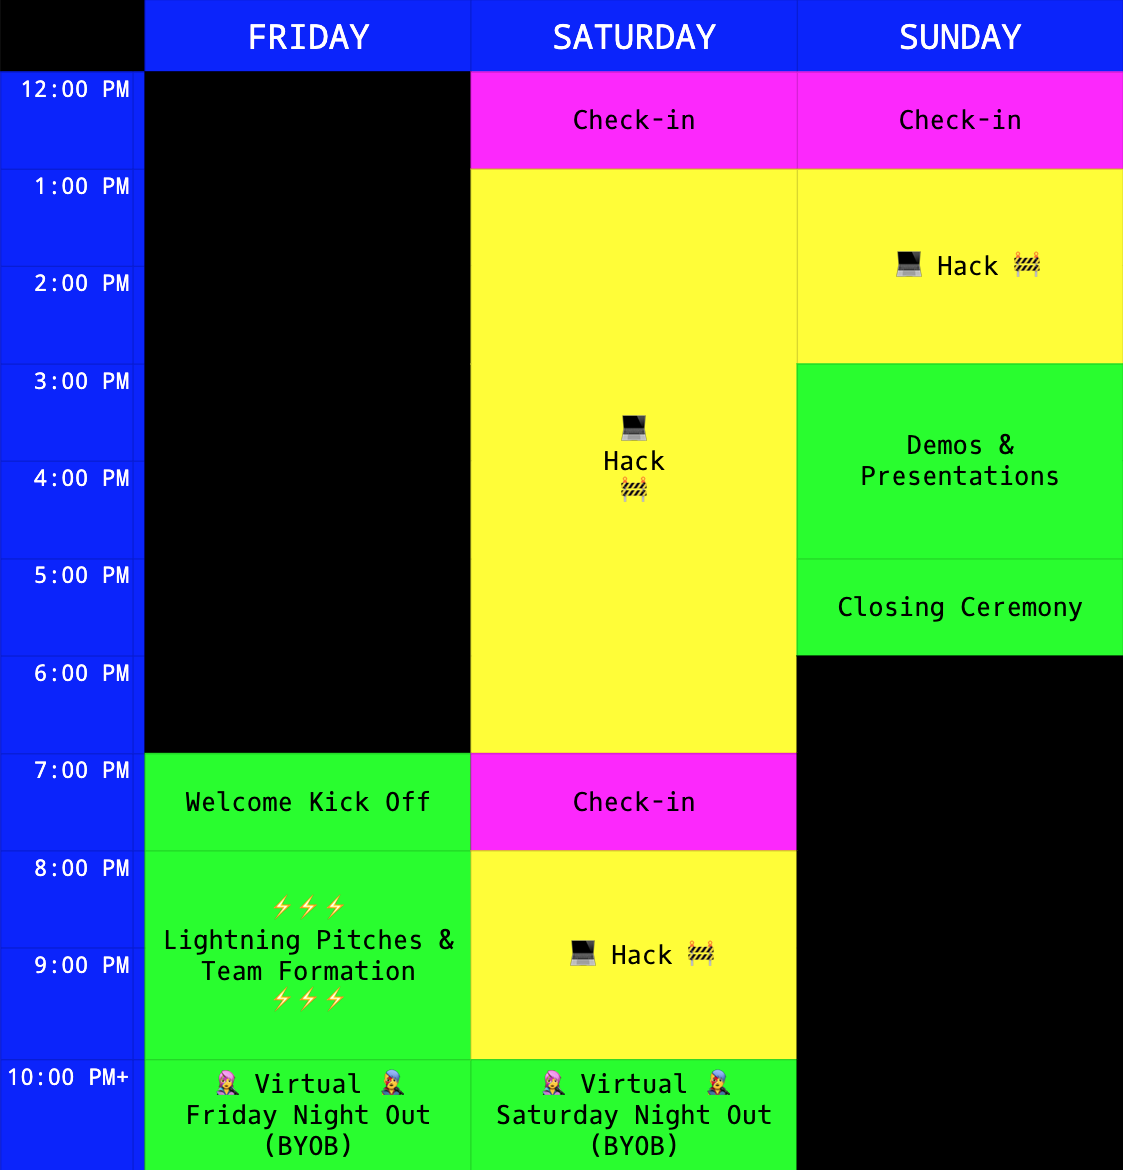 FRIDAY SATURDAY SUNDAY
12:00 PM Check-in Check-in
1:00 PM
💻 Hack 🚧
2:00 PM
3:00 PM
💻
Hack
🚧
Demos &
Presentations
4:00 PM
5:00 PM
Closing Ceremony
6:00 PM
7:00 PM
Welcome Kick Off Check-in
8:00 PM
⚡⚡⚡
Lightning Pitches &
Team Formation
⚡⚡⚡
💻 Hack 🚧
9:00 PM
10:00 PM+
👩‍🎤 Virtual 👨‍🎤
Friday Night Out
(BYOB)
👩‍🎤 Virtual 👨‍🎤
Saturday Night Out
(BYOB)